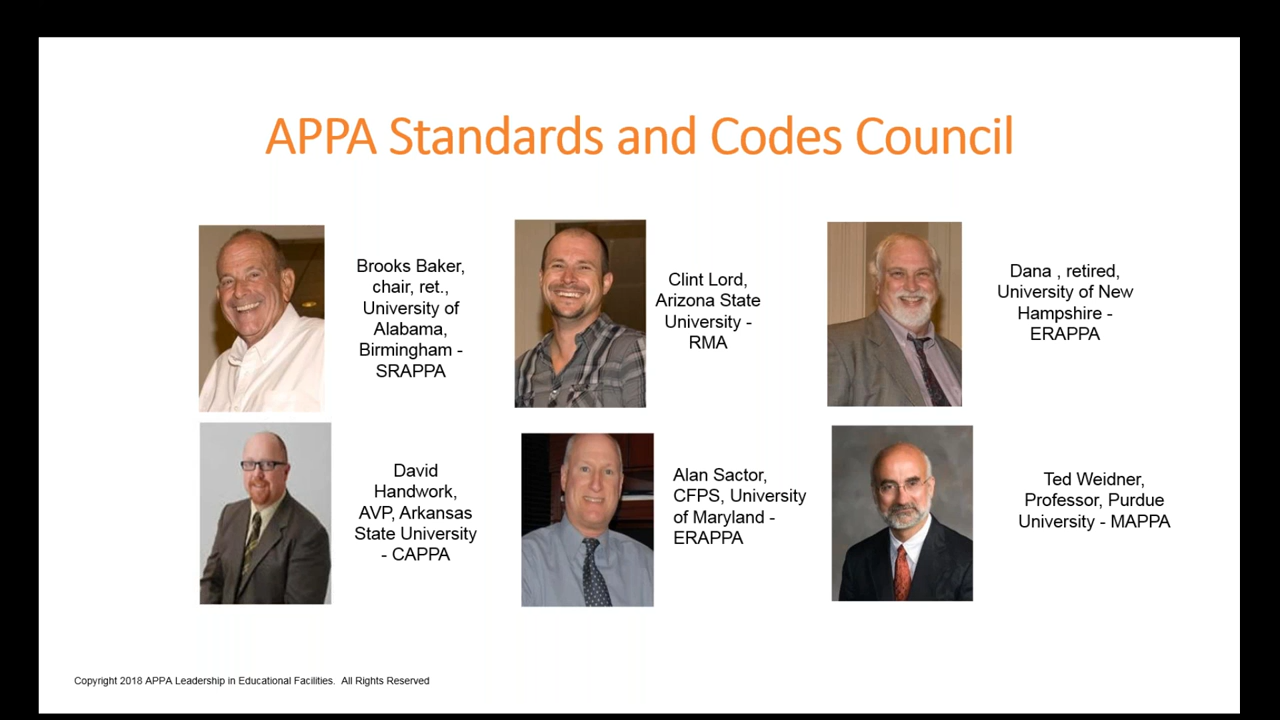 APPA Standards and Codes Council
Brooks Baker,
chair, ret.,
University of
Alabama,
Birmingham -
SRAPPA
Clint Lord,
Arizona State
University -
RMA
Dana , retired,
University of New
Hampshire -
ERAPPA
David
Handwork,
AVP, Arkansas
State University
- CAPPA
Alan Sactor,
CFPS, University
of Maryland -
ERAPPA
Ted Weidner,
Professor, Purdue
University - MAPPA
Copyright 2018 APPA Leadership in Educational Facilities.  All Rights Reserved